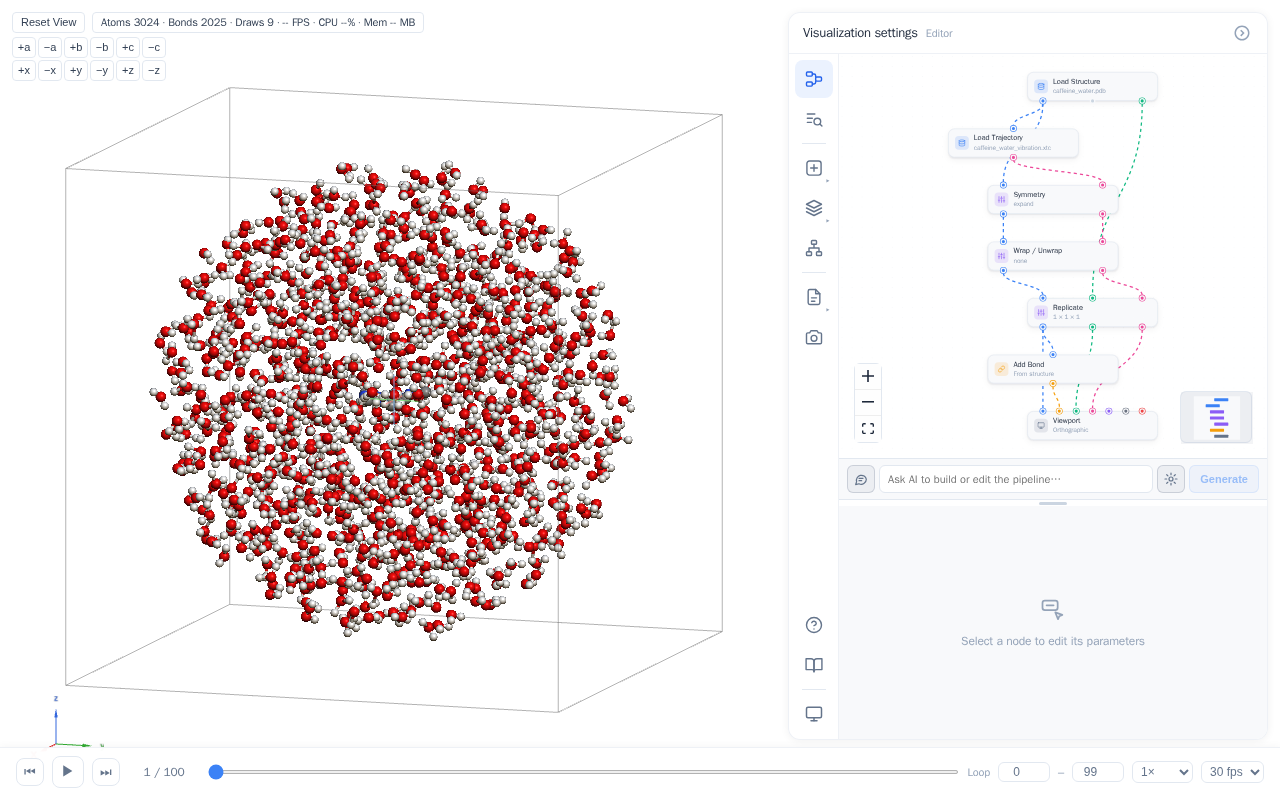 Reset View
Atoms 3024 · Bonds 2025 · Draws 9 · -- FPS · CPU --% · Mem -- MB
+a −a +b −b +c −c
+x −x +y −y +z −z
z
Visualization settings Editor
Load Structure
caffeine_water.pdb
Load Trajectory
caffeine_water_vibration.xtc
Symmetry
expand
Wrap / Unwrap
none
Replicate
1 × 1 × 1
Add Bond
From structure
Viewport
Orthographic
Ask AI to build or edit the pipeline···
Generate
Select a node to edit its parameters
1 / 100
Loop 0 – 99 1× 30 fps